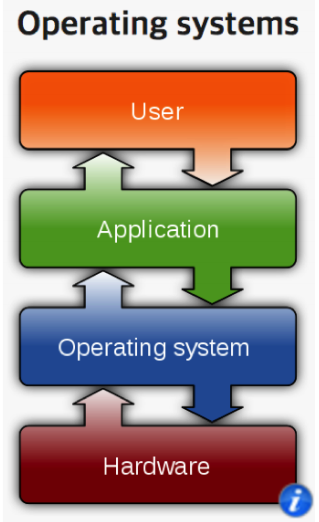 Operating systems
User
Application
Operating system
Hardware
i